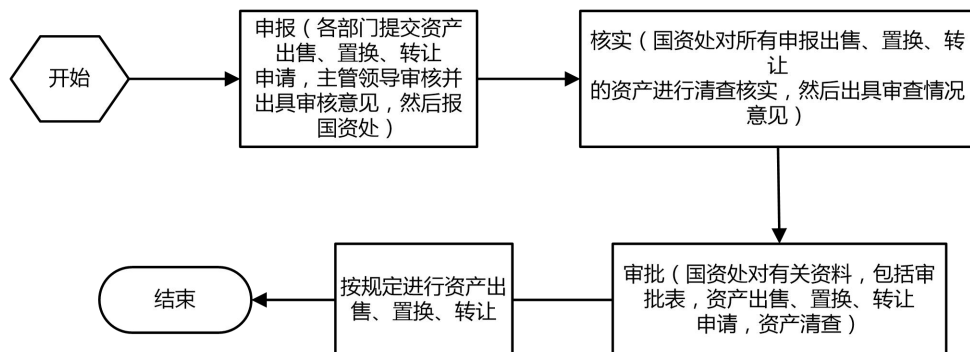 开始
申报（各部门提交资产
出售、置换、转让
申请，主管领导审核并
出具审核意见，然后报
国资处）
核实（国资处对所有申报出售、置换、转
让
的资产进行清查核实，然后出具审查情况
意见）
审批（国资处对有关资料，包括审
批表，资产出售、置换、转让
申请，资产清查）
按规定进行资产出
售、置换、转让
结束